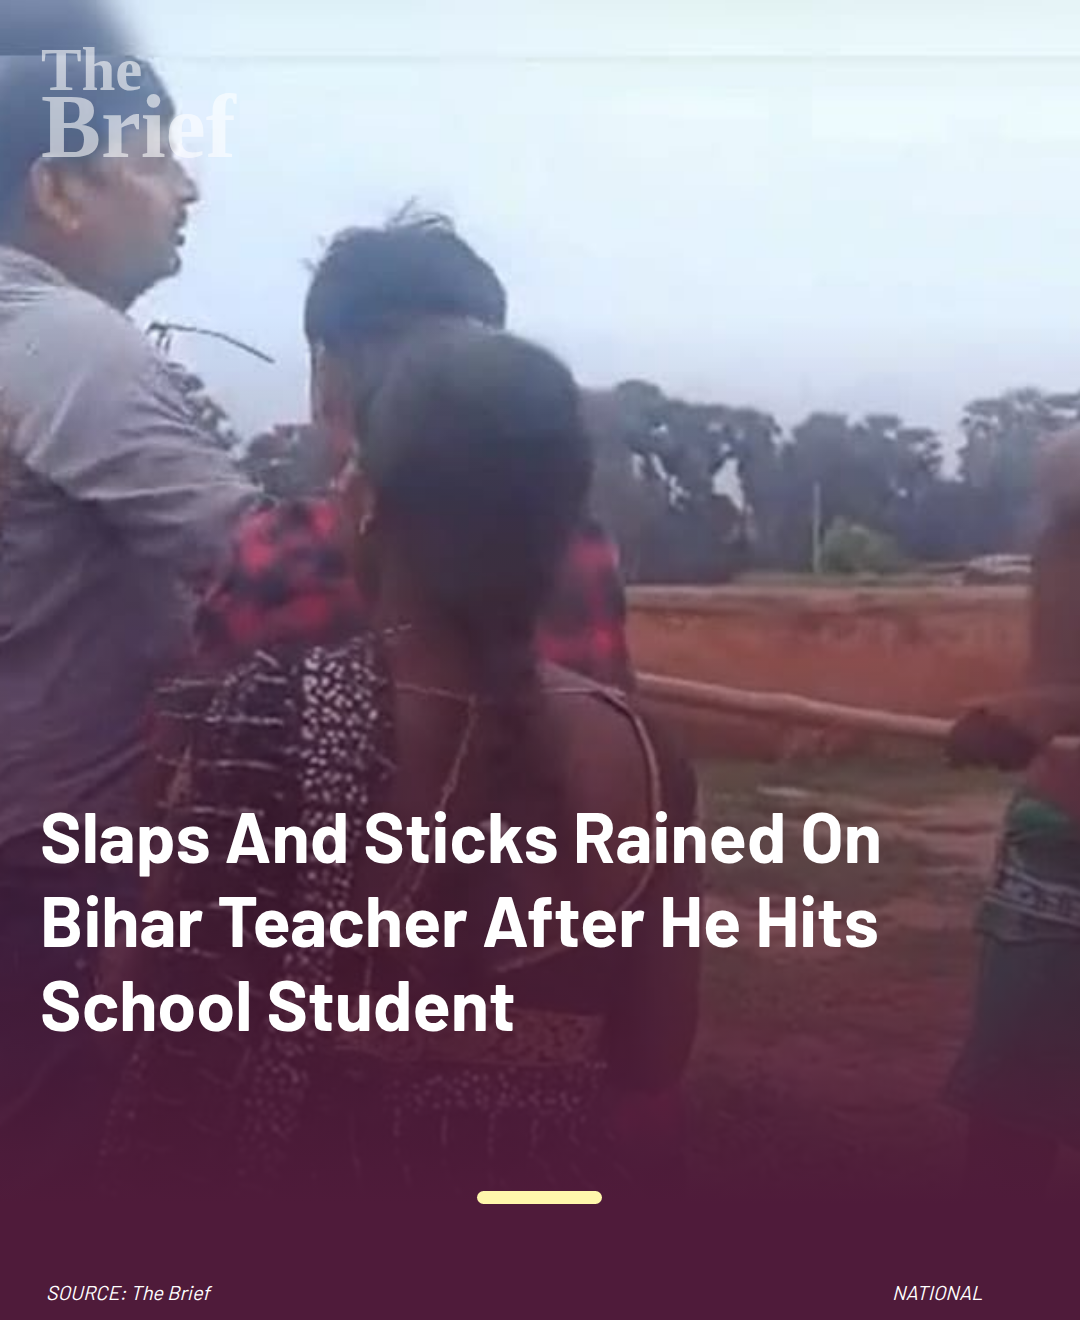 The
Brief
Slaps And Sticks Rained On
Bihar Teacher After He Hits
School Student
SOURCE: The Brief
NATIONAL